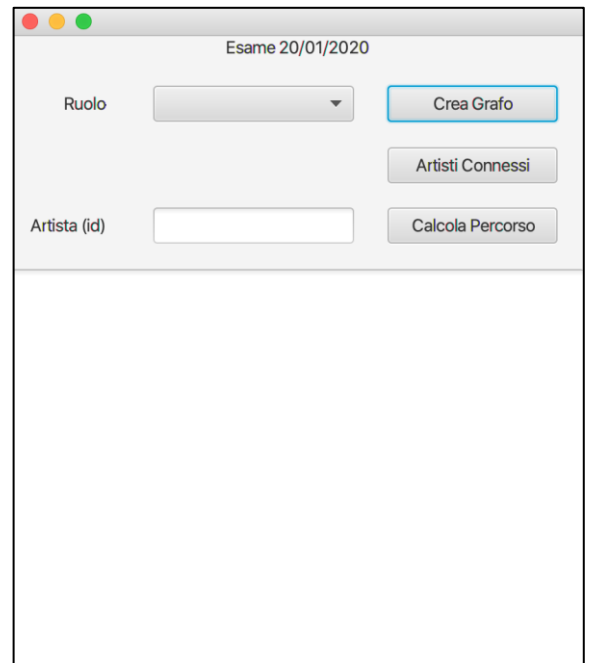 Esame 20/01/2020
Ruolo Crea Grafo
Artisti Connessi
Artista (id) Calcola Percorso